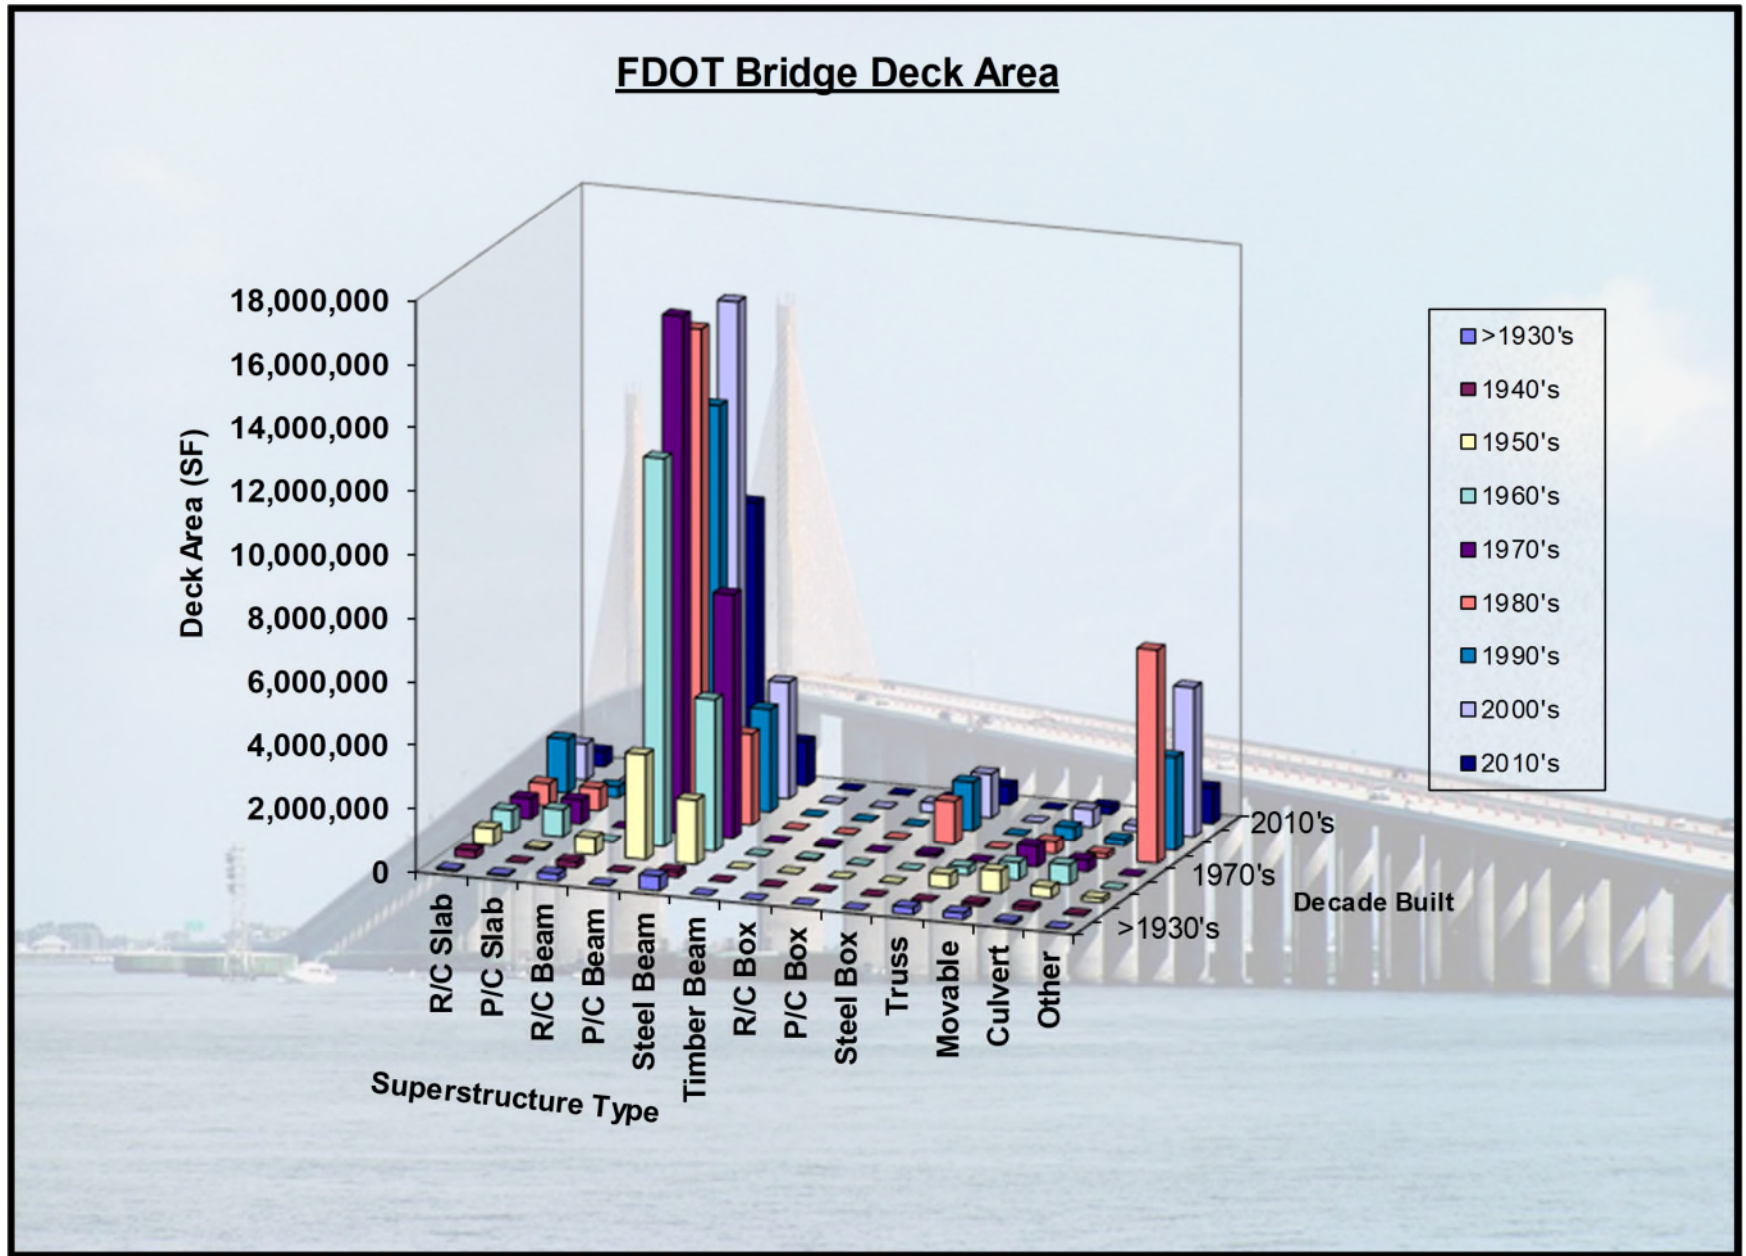 FDOT Bridge Deck Area
18,000,000
16,000,000
14,000,000
12,000,000
10,000,000
8,000,000
6,000,000
4,000,000
2,000,000
0
Deck Area (SF)
R/C Slab
P/C Slab
R/C Beam
P/C Beam
Steel Beam
Timber Beam
R/C Box
P/C Box
Steel Box
Truss
Movable
Culvert
Other
Superstructure Type
2010's
1970's
>1930's
Decade Built
>1930's
1940's
1950's
1960's
1970's
1980's
1990's
2000's
2010's